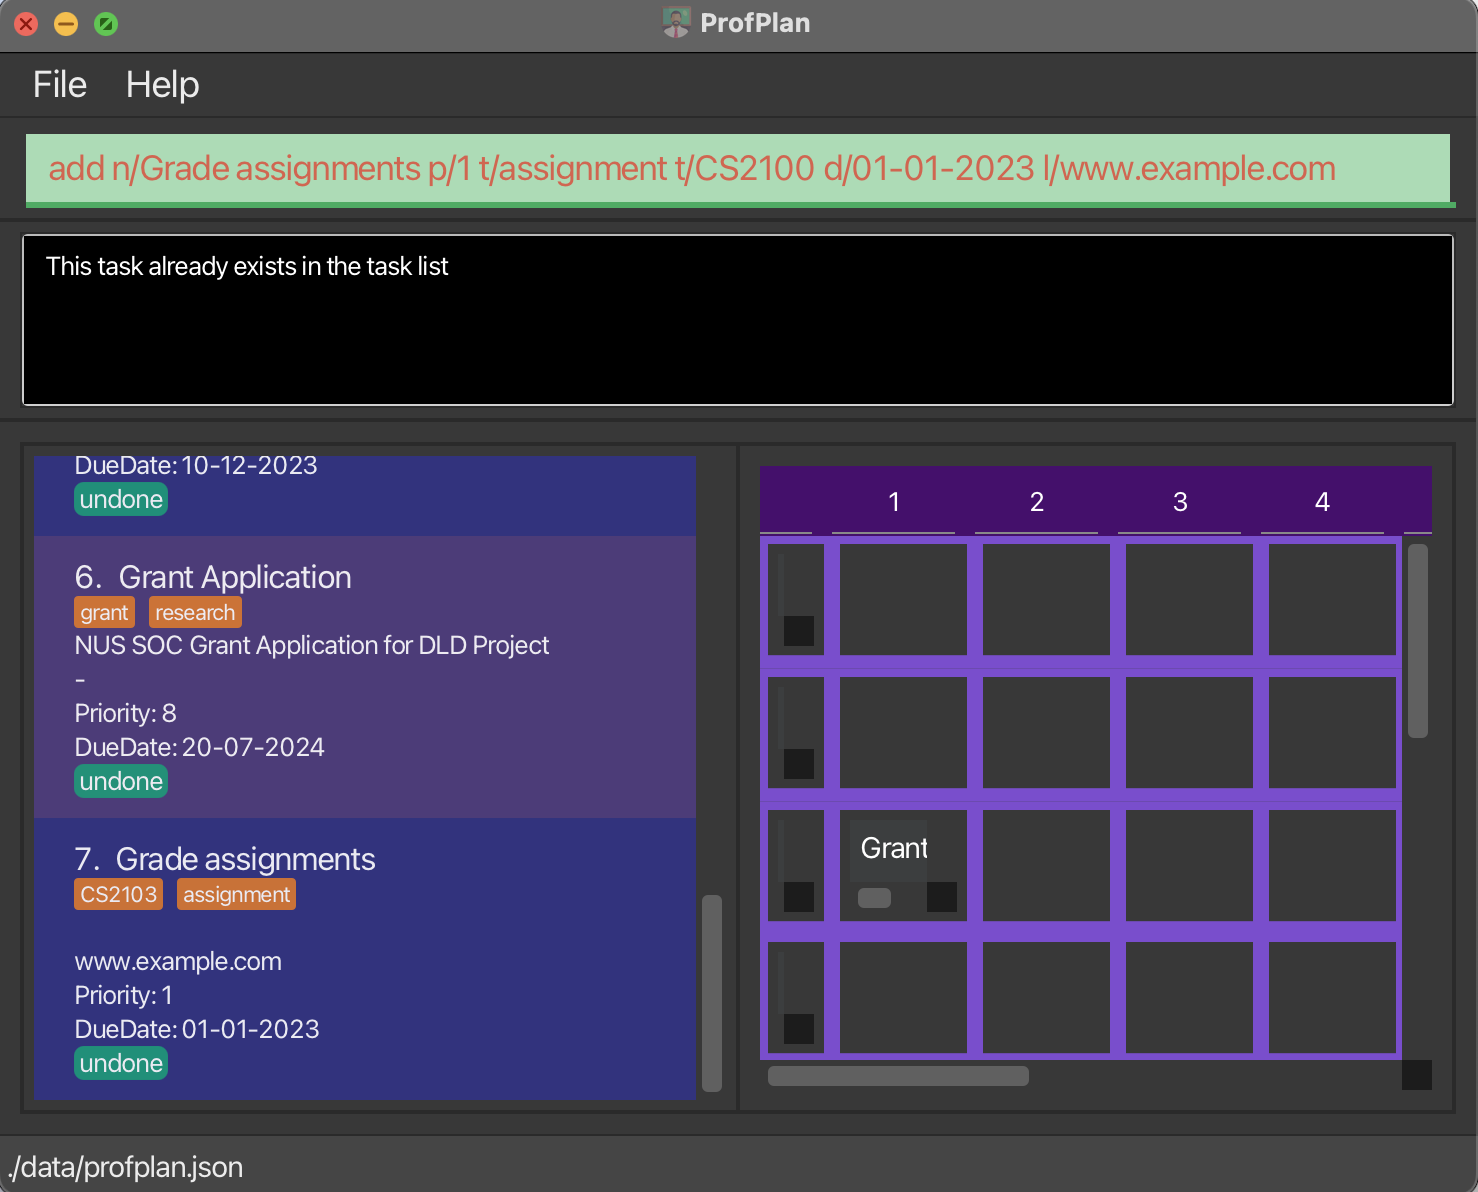 ProfPlan
File Help
add n/Grade assignments p/1 t/assignment t/CS2100 d/01-01-2023 l/www.example.com
This task already exists in the task list
DueDate: 10-12-2023
undone
6. Grant Application
grant research
NUS SOC Grant Application for DLD Project
-
Priority: 8
DueDate: 20-07-2024
undone
7. Grade assignments
CS2103 assignment
www.example.com
Priority: 1
DueDate: 01-01-2023
undone
1 2 3 4
Grant
./data/profplan.json